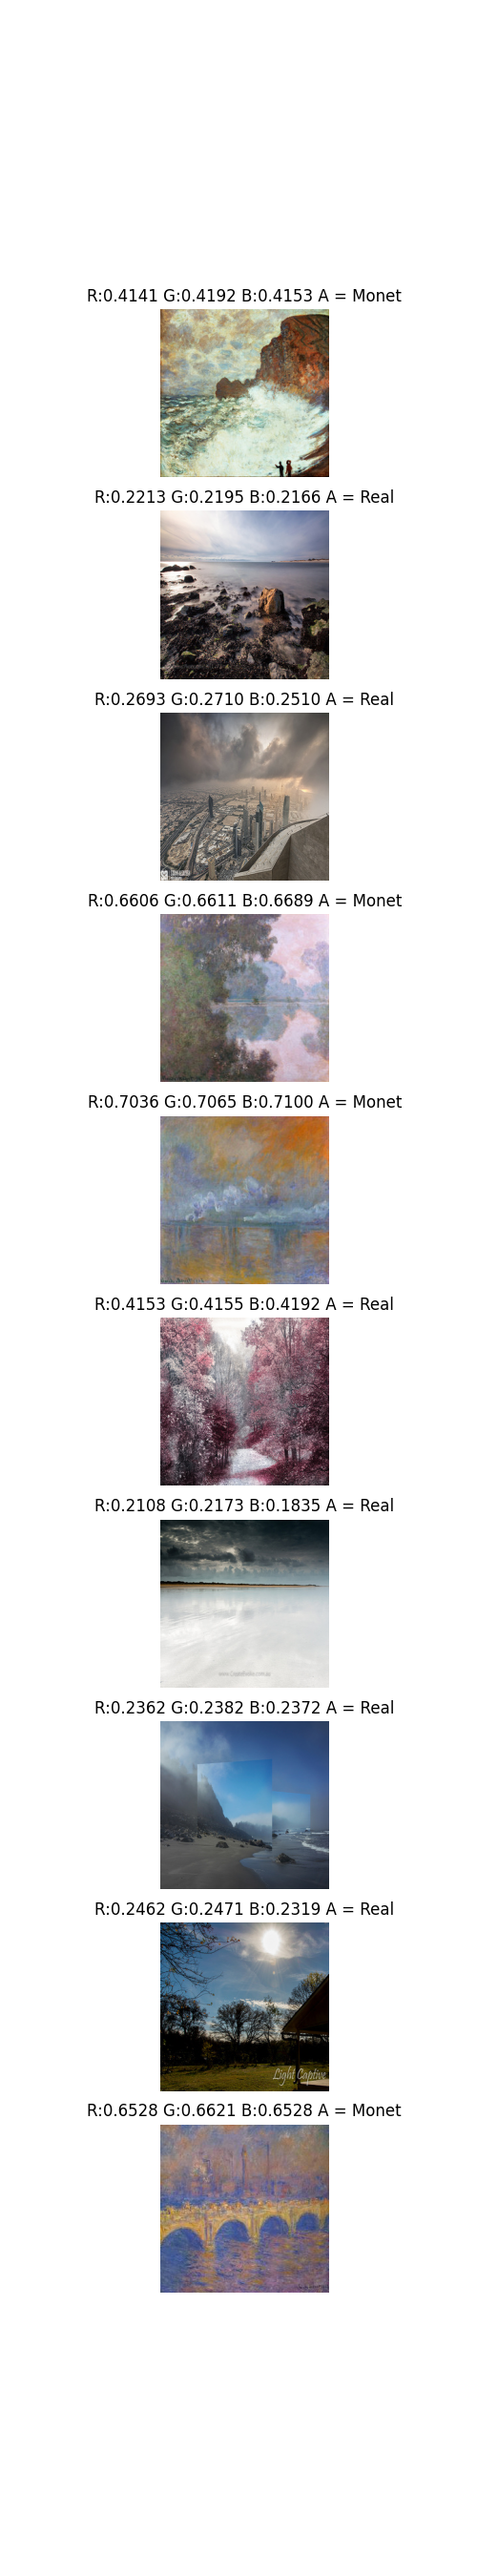 R:0.4141 G:0.4192 B:0.4153 A = Monet
R:0.2213 G:0.2195 B:0.2166 A = Real
R:0.2693 G:0.2710 B:0.2510 A = Real
R:0.6606 G:0.6611 B:0.6689 A = Monet
R:0.7036 G:0.7065 B:0.7100 A = Monet
R:0.4153 G:0.4155 B:0.4192 A = Real
R:0.2108 G:0.2173 B:0.1835 A = Real
R:0.2362 G:0.2382 B:0.2372 A = Real
R:0.2462 G:0.2471 B:0.2319 A = Real
Light Captive
R:0.6528 G:0.6621 B:0.6528 A = Monet